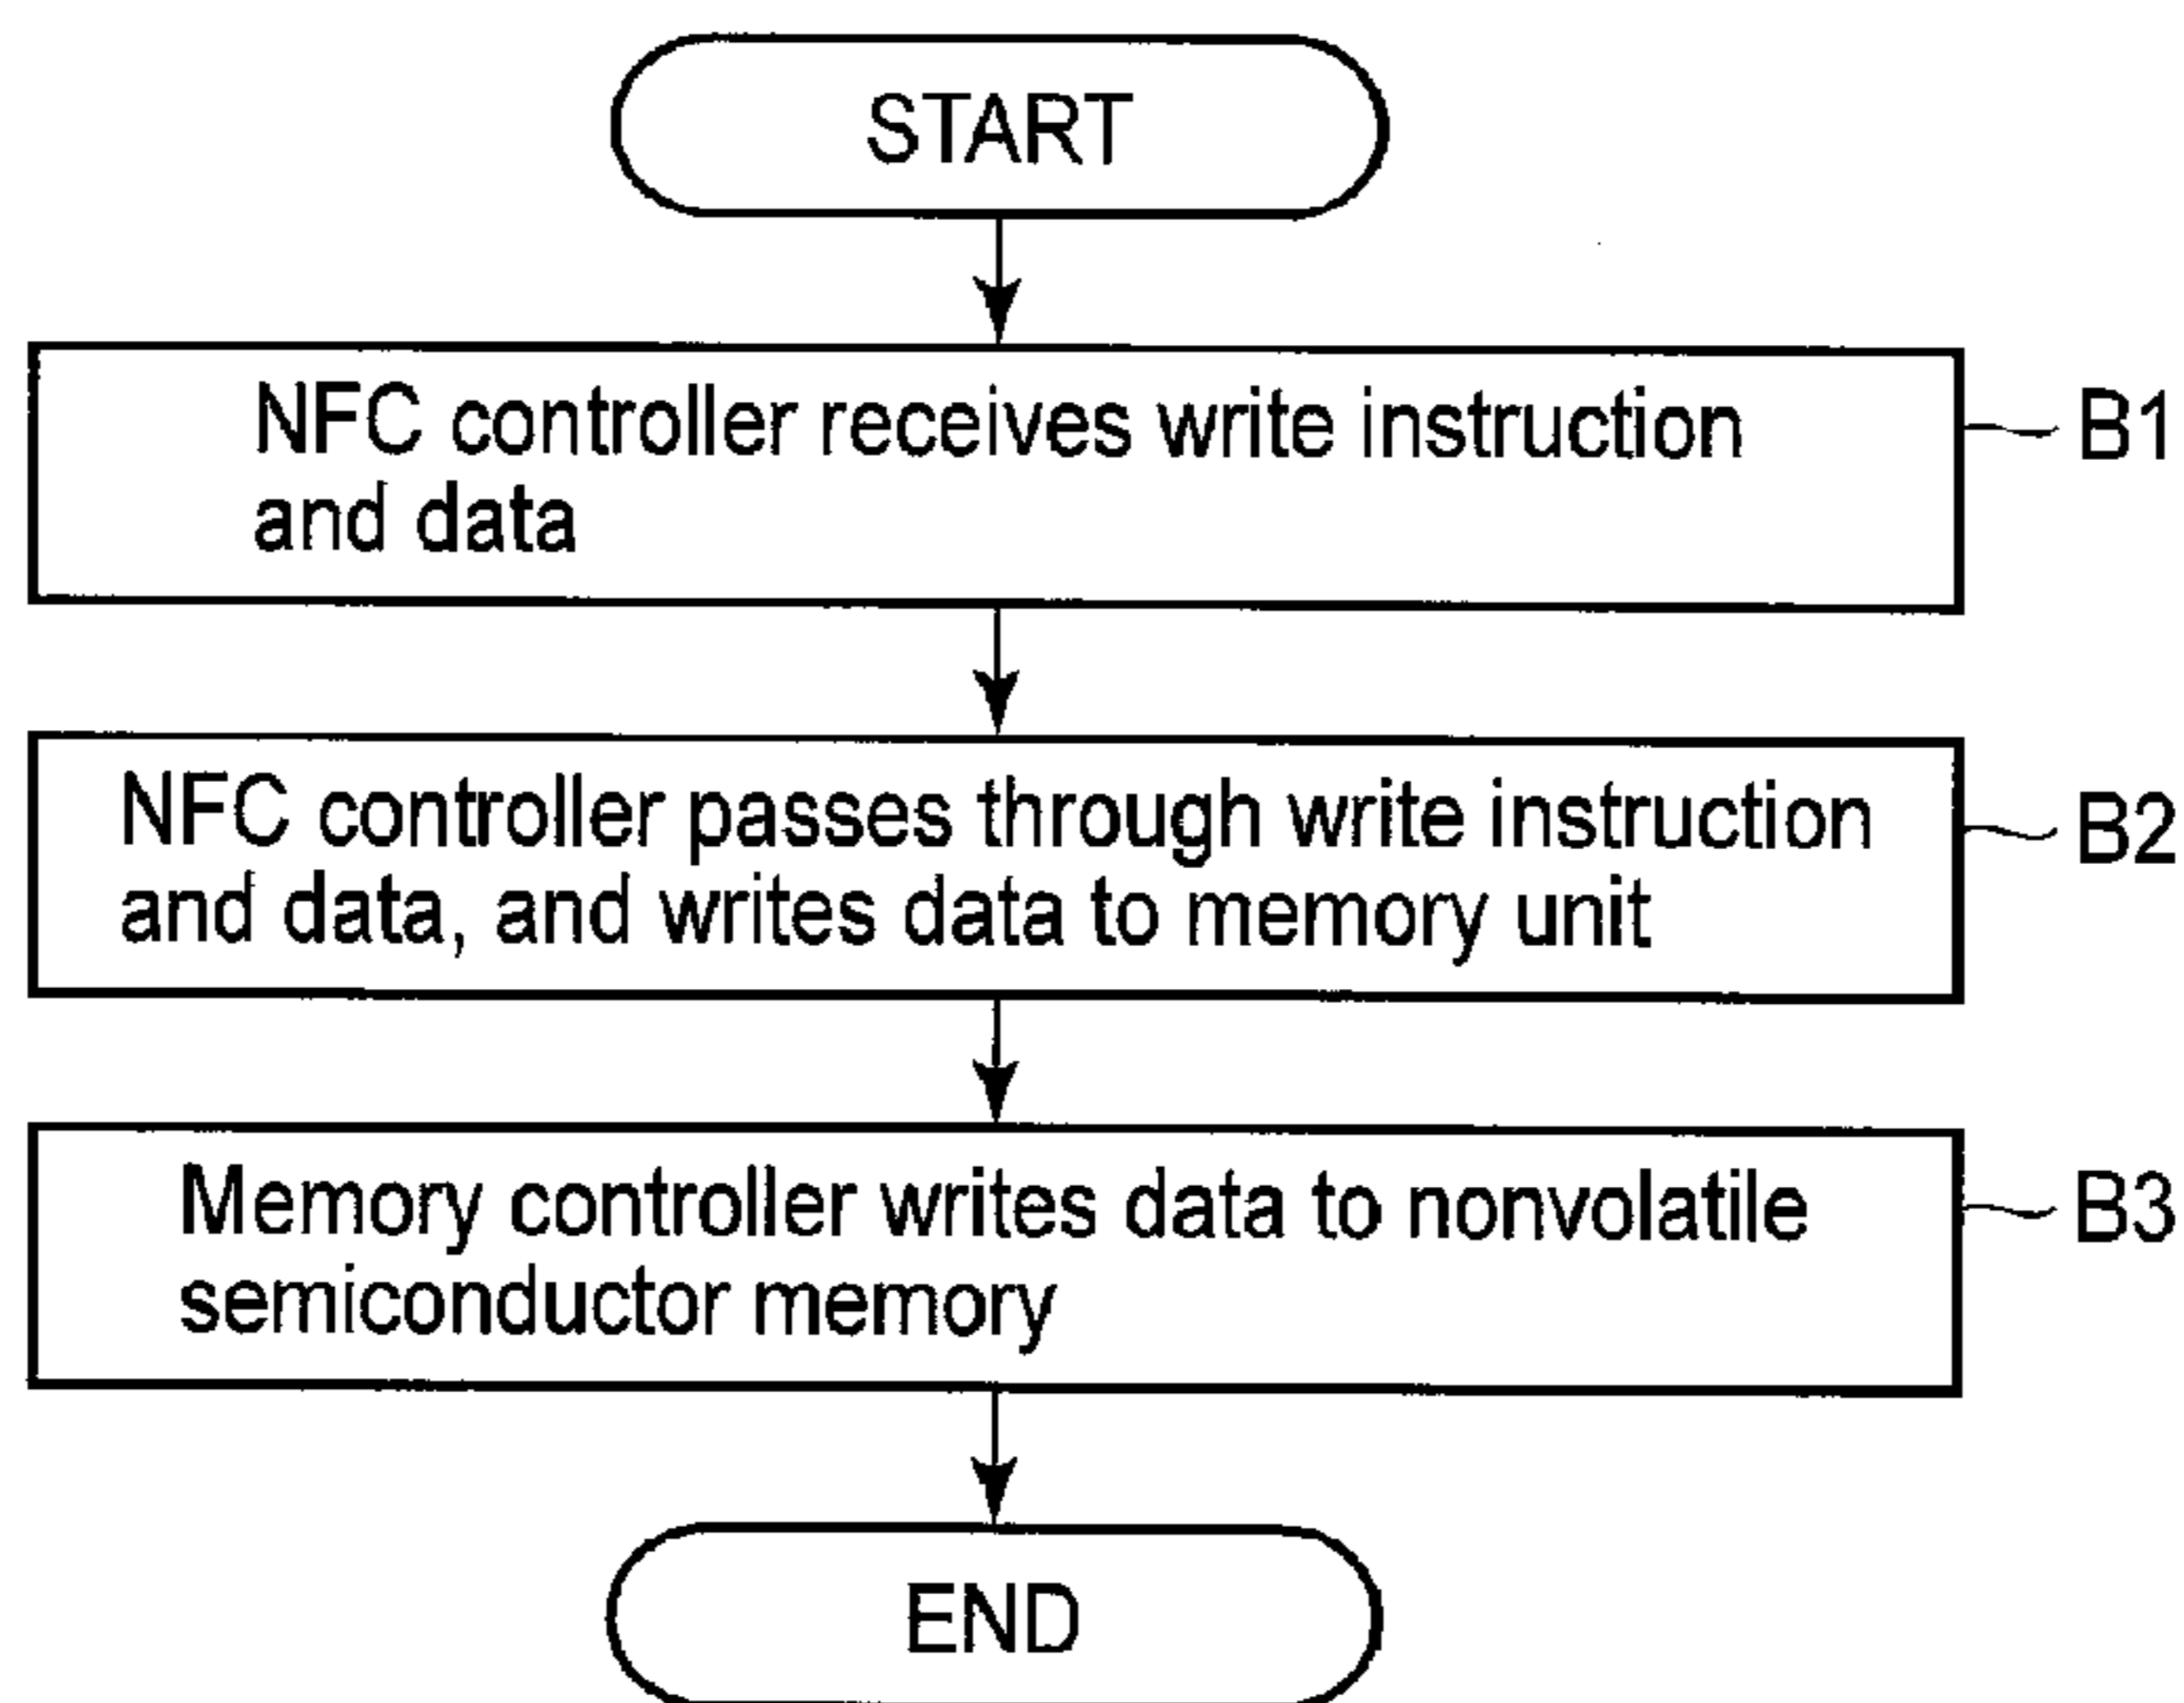 START
NFC controller receives write instruction
and data
B1
NFC controller passes through write instruction
and data, and writes data to memory unit
B2
Memory controller writes data to nonvolatile
semiconductor memory
B3
END